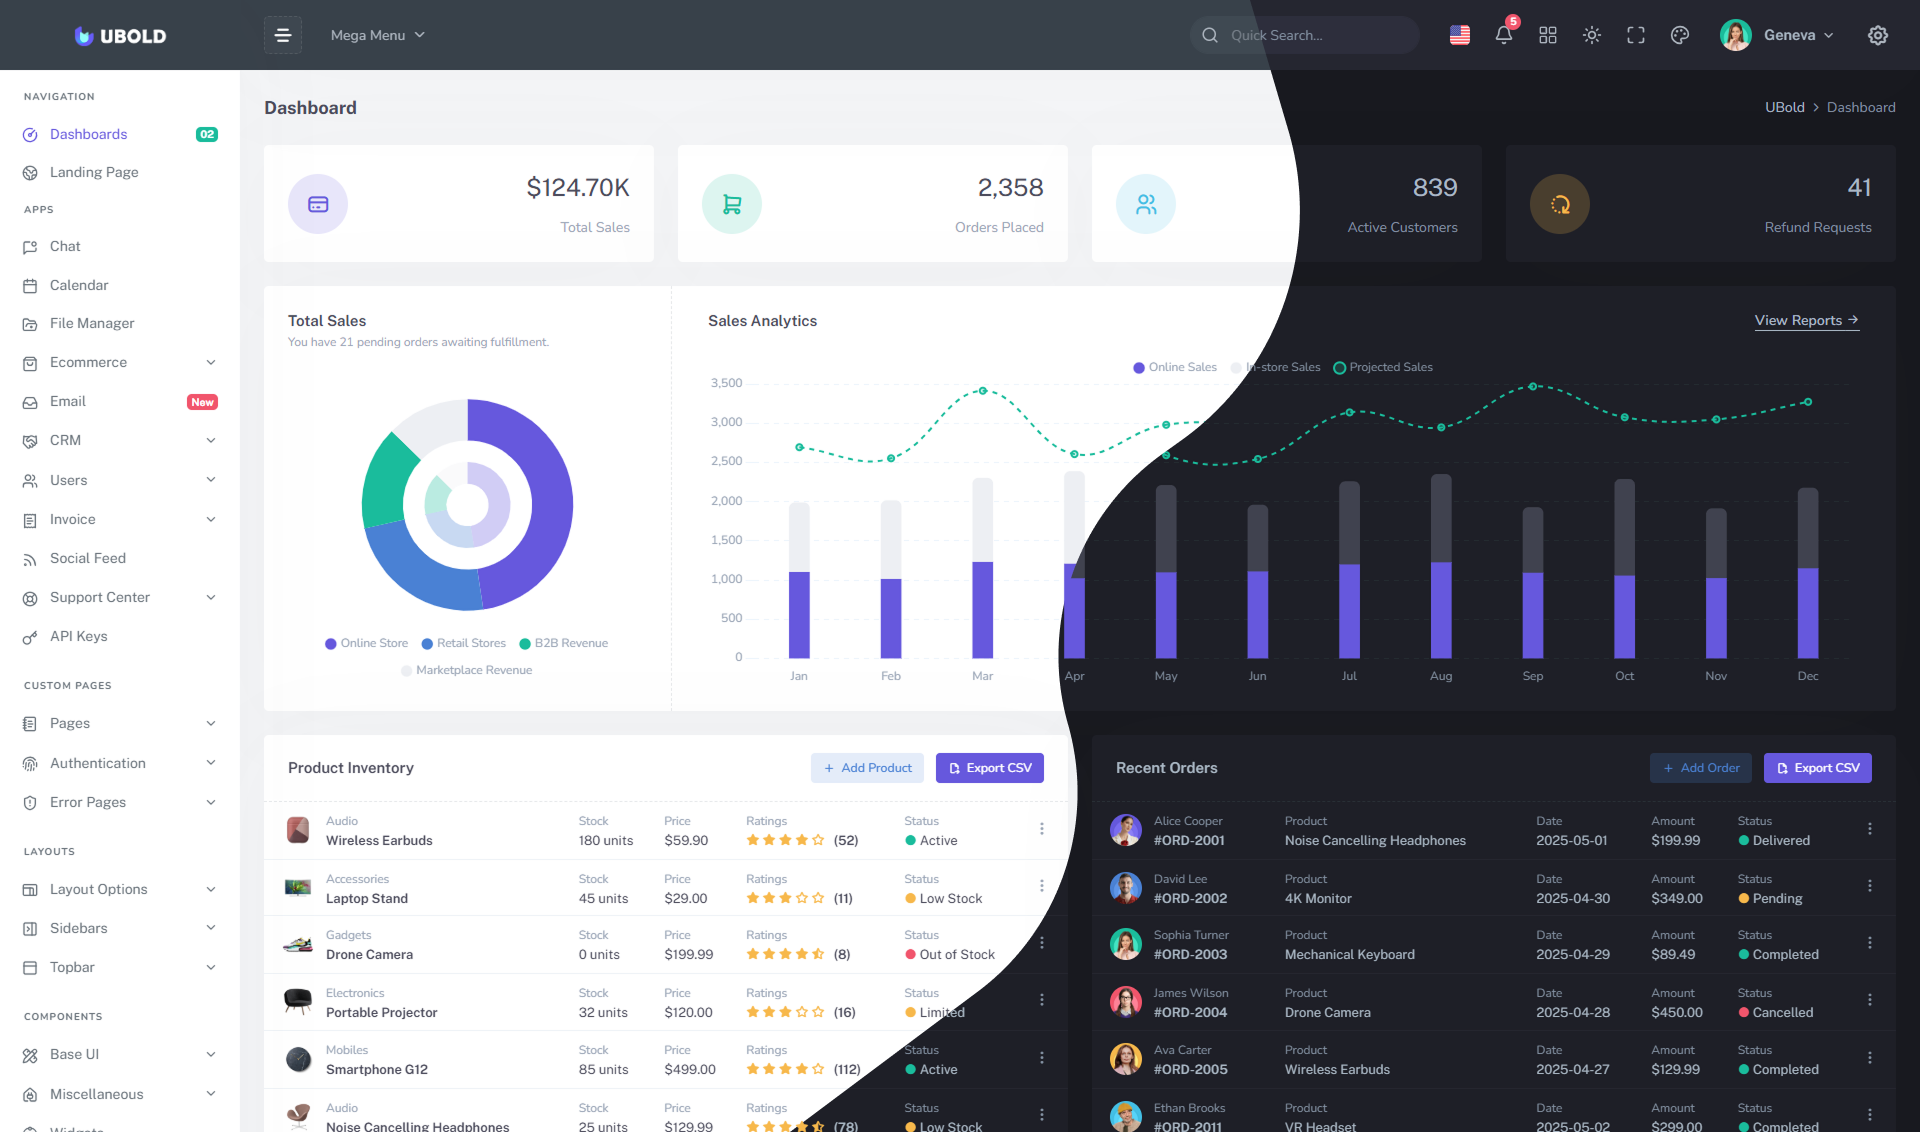 UBOLD
Mega Menu
Quick Search...
5
Geneva
NAVIGATION
Dashboards
02
Landing Page
APPS
Chat
Calendar
File Manager
Ecommerce
Email
New
CRM
Users
Invoice
Social Feed
Support Center
API Keys
CUSTOM PAGES
Pages
Authentication
Error Pages
LAYOUTS
Layout Options
Sidebars
Topbar
COMPONENTS
Base UI
Miscellaneous
Widgets
Dashboard
UBold > Dashboard
$124.70K
Total Sales
2,358
Orders Placed
839
Active Customers
41
Refund Requests
Total Sales
You have 21 pending orders awaiting fulfillment.
Online Store Retail Stores B2B Revenue
Marketplace Revenue
Sales Analytics
View Reports
Online Sales In-store Sales Projected Sales
3,500
3,000
2,500
2,000
1,500
1,000
500
0
Jan Feb Mar Apr May Jun Jul Aug Sep Oct Nov Dec
Product Inventory
+ Add Product
Export CSV
Audio Stock Price Ratings Status
Wireless Earbuds 180 units $59.90 (52) Active
Accessories Stock Price Ratings Status
Laptop Stand 45 units $29.00 (11) Low Stock
Gadgets Stock Price Ratings Status
Drone Camera 0 units $199.99 (8) Out of Stock
Electronics Stock Price Ratings Status
Portable Projector 32 units $120.00 (16) Limited
Mobiles Stock Price Ratings Status
Smartphone G12 85 units $499.00 (112) Active
Audio Stock Price Ratings Status
Noise Cancelling Headphones 25 units $129.99 (78) Low Stock
Recent Orders
+ Add Order
Export CSV
Alice Cooper Product Date Amount Status
#ORD-2001 Noise Cancelling Headphones 2025-05-01 $199.99 Delivered
David Lee Product Date Amount Status
#ORD-2002 4K Monitor 2025-04-30 $349.00 Pending
Sophia Turner Product Date Amount Status
#ORD-2003 Mechanical Keyboard 2025-04-29 $89.49 Completed
James Wilson Product Date Amount Status
#ORD-2004 Drone Camera 2025-04-28 $450.00 Cancelled
Ava Carter Product Date Amount Status
#ORD-2005 Wireless Earbuds 2025-04-27 $129.99 Completed
Ethan Brooks Product Date Amount Status
#ORD-2011 VR Headset 2025-05-02 $299.00 Completed